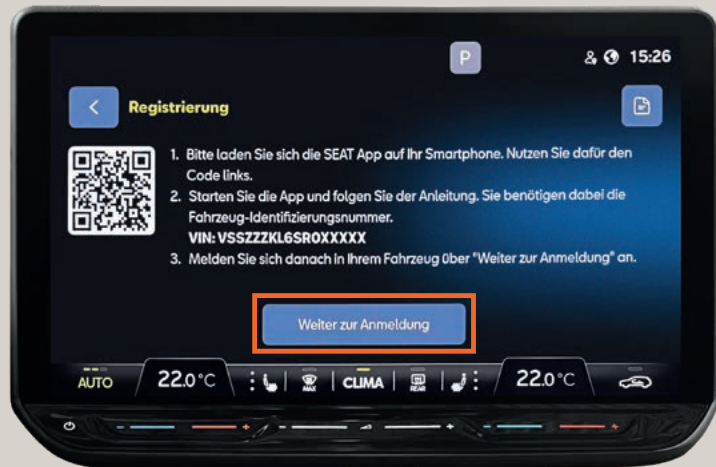 P
15:26
Registrierung
1. Bitte laden Sie sich die SEAT App auf Ihr Smartphone. Nutzen Sie dafür den
Code links.
2. Starten Sie die App und folgen Sie der Anleitung. Sie benötigen dabei die
Fahrzeug-Identifizierungsnummer.
VIN: VSSZZZKL6SR0XXXXX
3. Melden Sie sich danach in Ihrem Fahrzeug über "Weiter zur Anmeldung" an.
Weiter zur Anmeldung
AUTO 22.0°C MAX CLIMA REAR 22.0°C
- + - + - +